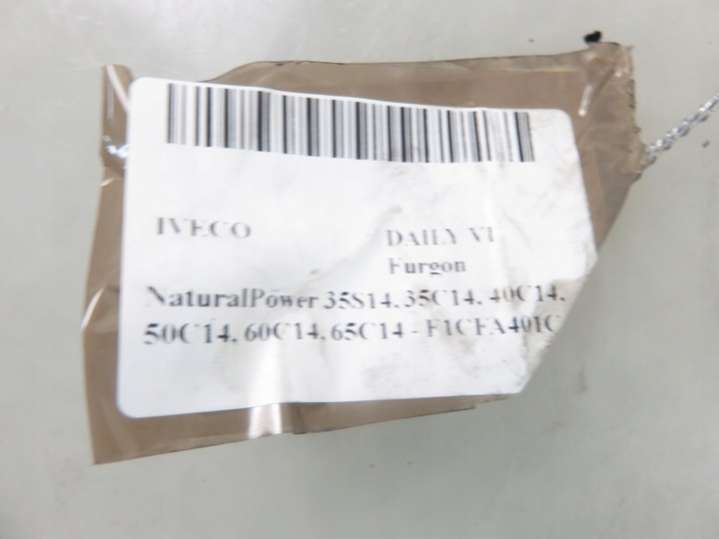 IVECO
DAILY VI
Furgon
NaturalPower 35S14, 35C14, 40C14,
50C14, 60C14, 65C14 - F1CFA401C